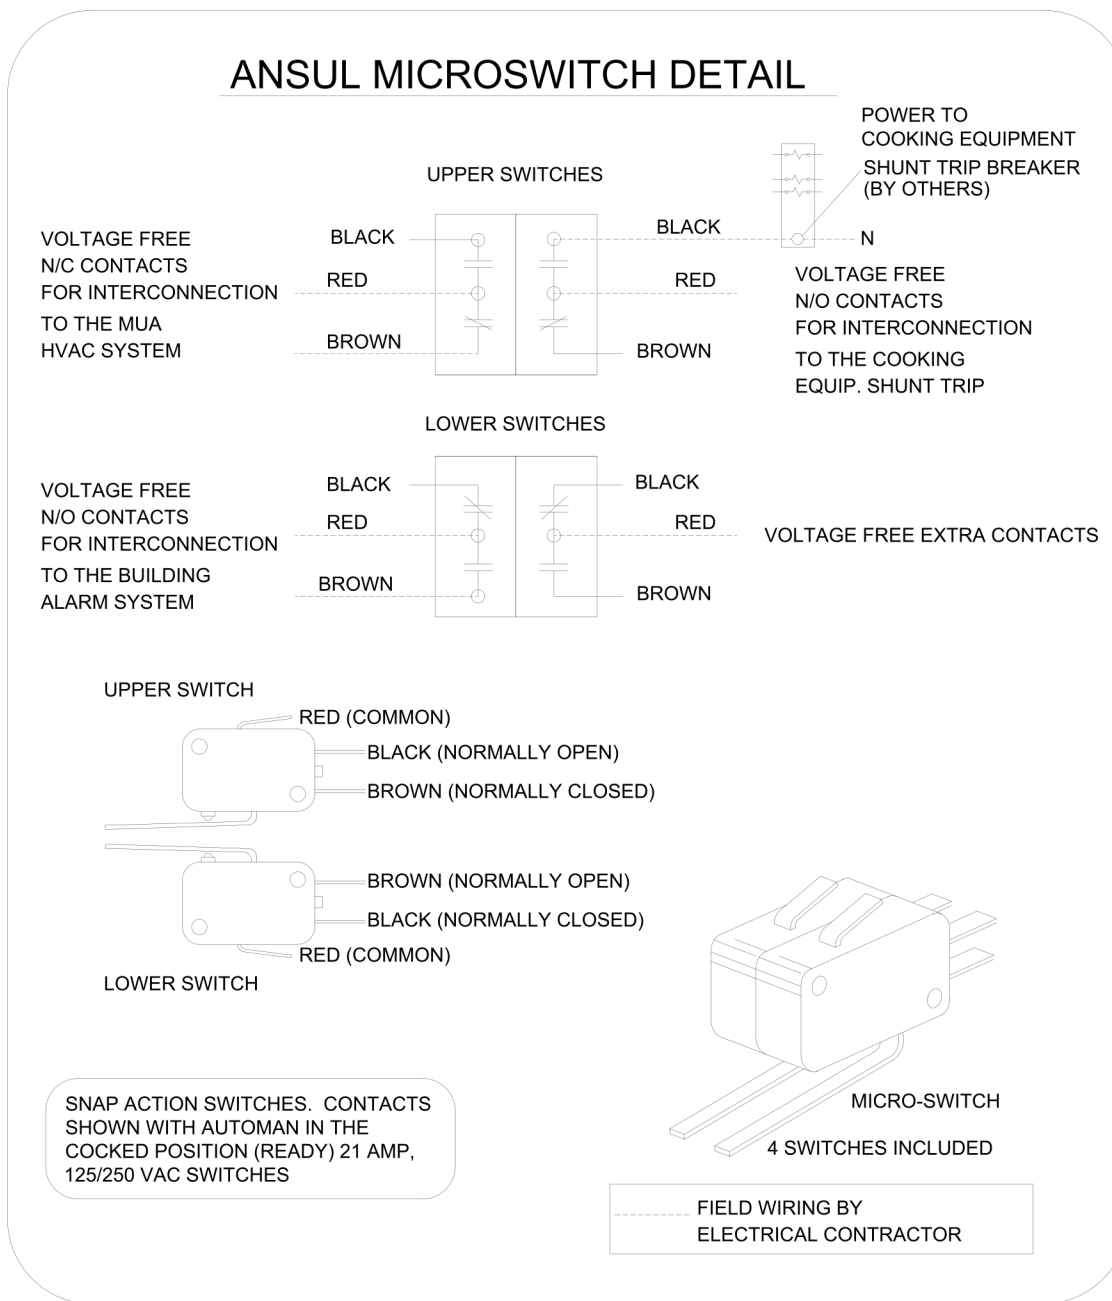 ANSUL MICROSWITCH DETAIL
POWER TO
COOKING EQUIPMENT
SHUNT TRIP BREAKER
(BY OTHERS)
UPPER SWITCHES
VOLTAGE FREE
N/C CONTACTS
FOR INTERCONNECTION
TO THE MUA
HVAC SYSTEM
BLACK
RED
BROWN
BLACK
N
RED
BROWN
VOLTAGE FREE
N/O CONTACTS
FOR INTERCONNECTION
TO THE COOKING
EQUIP. SHUNT TRIP
LOWER SWITCHES
VOLTAGE FREE
N/O CONTACTS
FOR INTERCONNECTION
TO THE BUILDING
ALARM SYSTEM
BLACK
RED
BROWN
BLACK
RED
BROWN
VOLTAGE FREE EXTRA CONTACTS
UPPER SWITCH
RED (COMMON)
BLACK (NORMALLY OPEN)
BROWN (NORMALLY CLOSED)
BROWN (NORMALLY OPEN)
BLACK (NORMALLY CLOSED)
RED (COMMON)
LOWER SWITCH
SNAP ACTION SWITCHES. CONTACTS
SHOWN WITH AUTOMAN IN THE
COCKED POSITION (READY) 21 AMP,
125/250 VAC SWITCHES
MICRO-SWITCH
4 SWITCHES INCLUDED
FIELD WIRING BY
ELECTRICAL CONTRACTOR